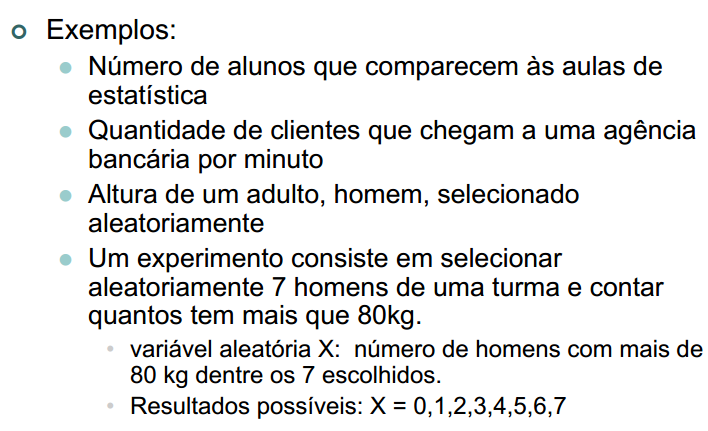 Exemplos:
Número de alunos que comparecem às aulas de
estatística
Quantidade de clientes que chegam a uma agência
bancária por minuto
Altura de um adulto, homem, selecionado
aleatoriamente
Um experimento consiste em selecionar
aleatoriamente 7 homens de uma turma e contar
quantos tem mais que 80kg.
variável aleatória X: número de homens com mais de
80 kg dentre os 7 escolhidos.
Resultados possíveis: X = 0,1,2,3,4,5,6,7